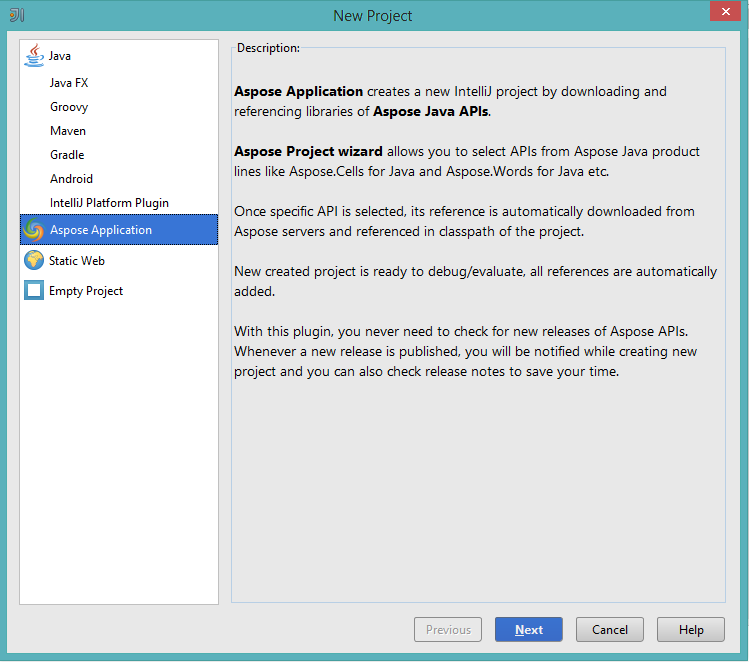 New Project
Java
Java FX
Groovy
Maven
Gradle
Android
IntelliJ Platform Plugin
Aspose Application
Static Web
Empty Project
Description:
Aspose Application creates a new IntelliJ project by downloading and
referencing libraries of Aspose Java APIs.
Aspose Project wizard allows you to select APIs from Aspose Java product
lines like Aspose.Cells for Java and Aspose.Words for Java etc.
Once specific API is selected, its reference is automatically downloaded from
Aspose servers and referenced in classpath of the project.
New created project is ready to debug/evaluate, all references are automatically
added.
With this plugin, you never need to check for new releases of Aspose APIs.
Whenever a new release is published, you will be notified while creating new
project and you can also check release notes to save your time.
Previous
Next
Cancel
Help